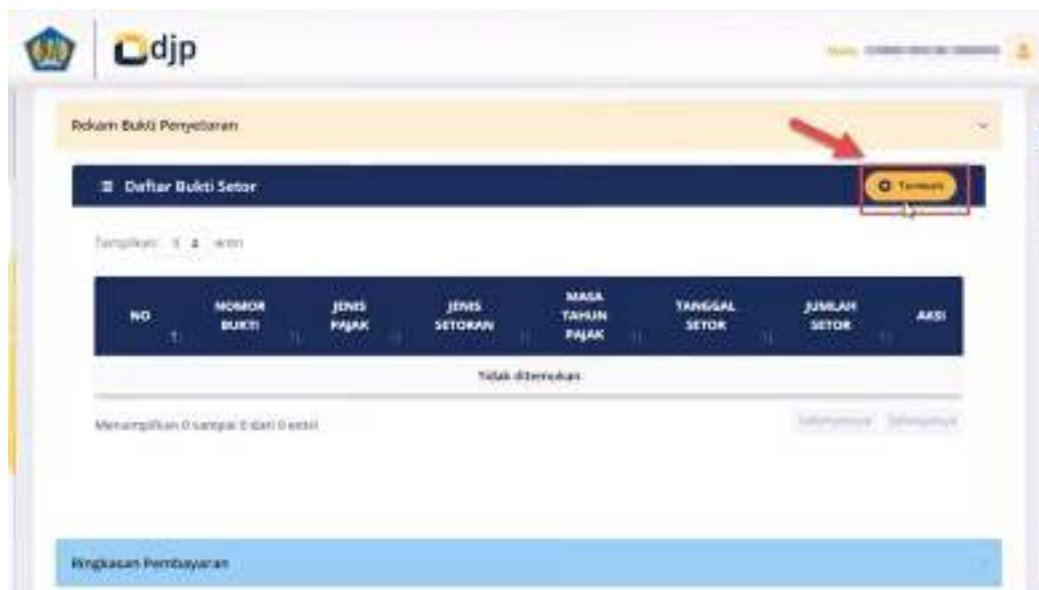 djp
Rekam Bukti Penyetoran
Daftar Bukti Setor
Tambah
Tampilkan entri
NO
NOMOR BUKTI
JENIS PAJAK
JENIS SETORAN
MASA TAHUN PAJAK
TANGGAL SETOR
JUMLAH SETOR
AKSI
Tidak ditemukan
Menampilkan 0 sampai 0 dari 0 entri
Sebelumnya Selanjutnya
Ringkasan Pembayaran